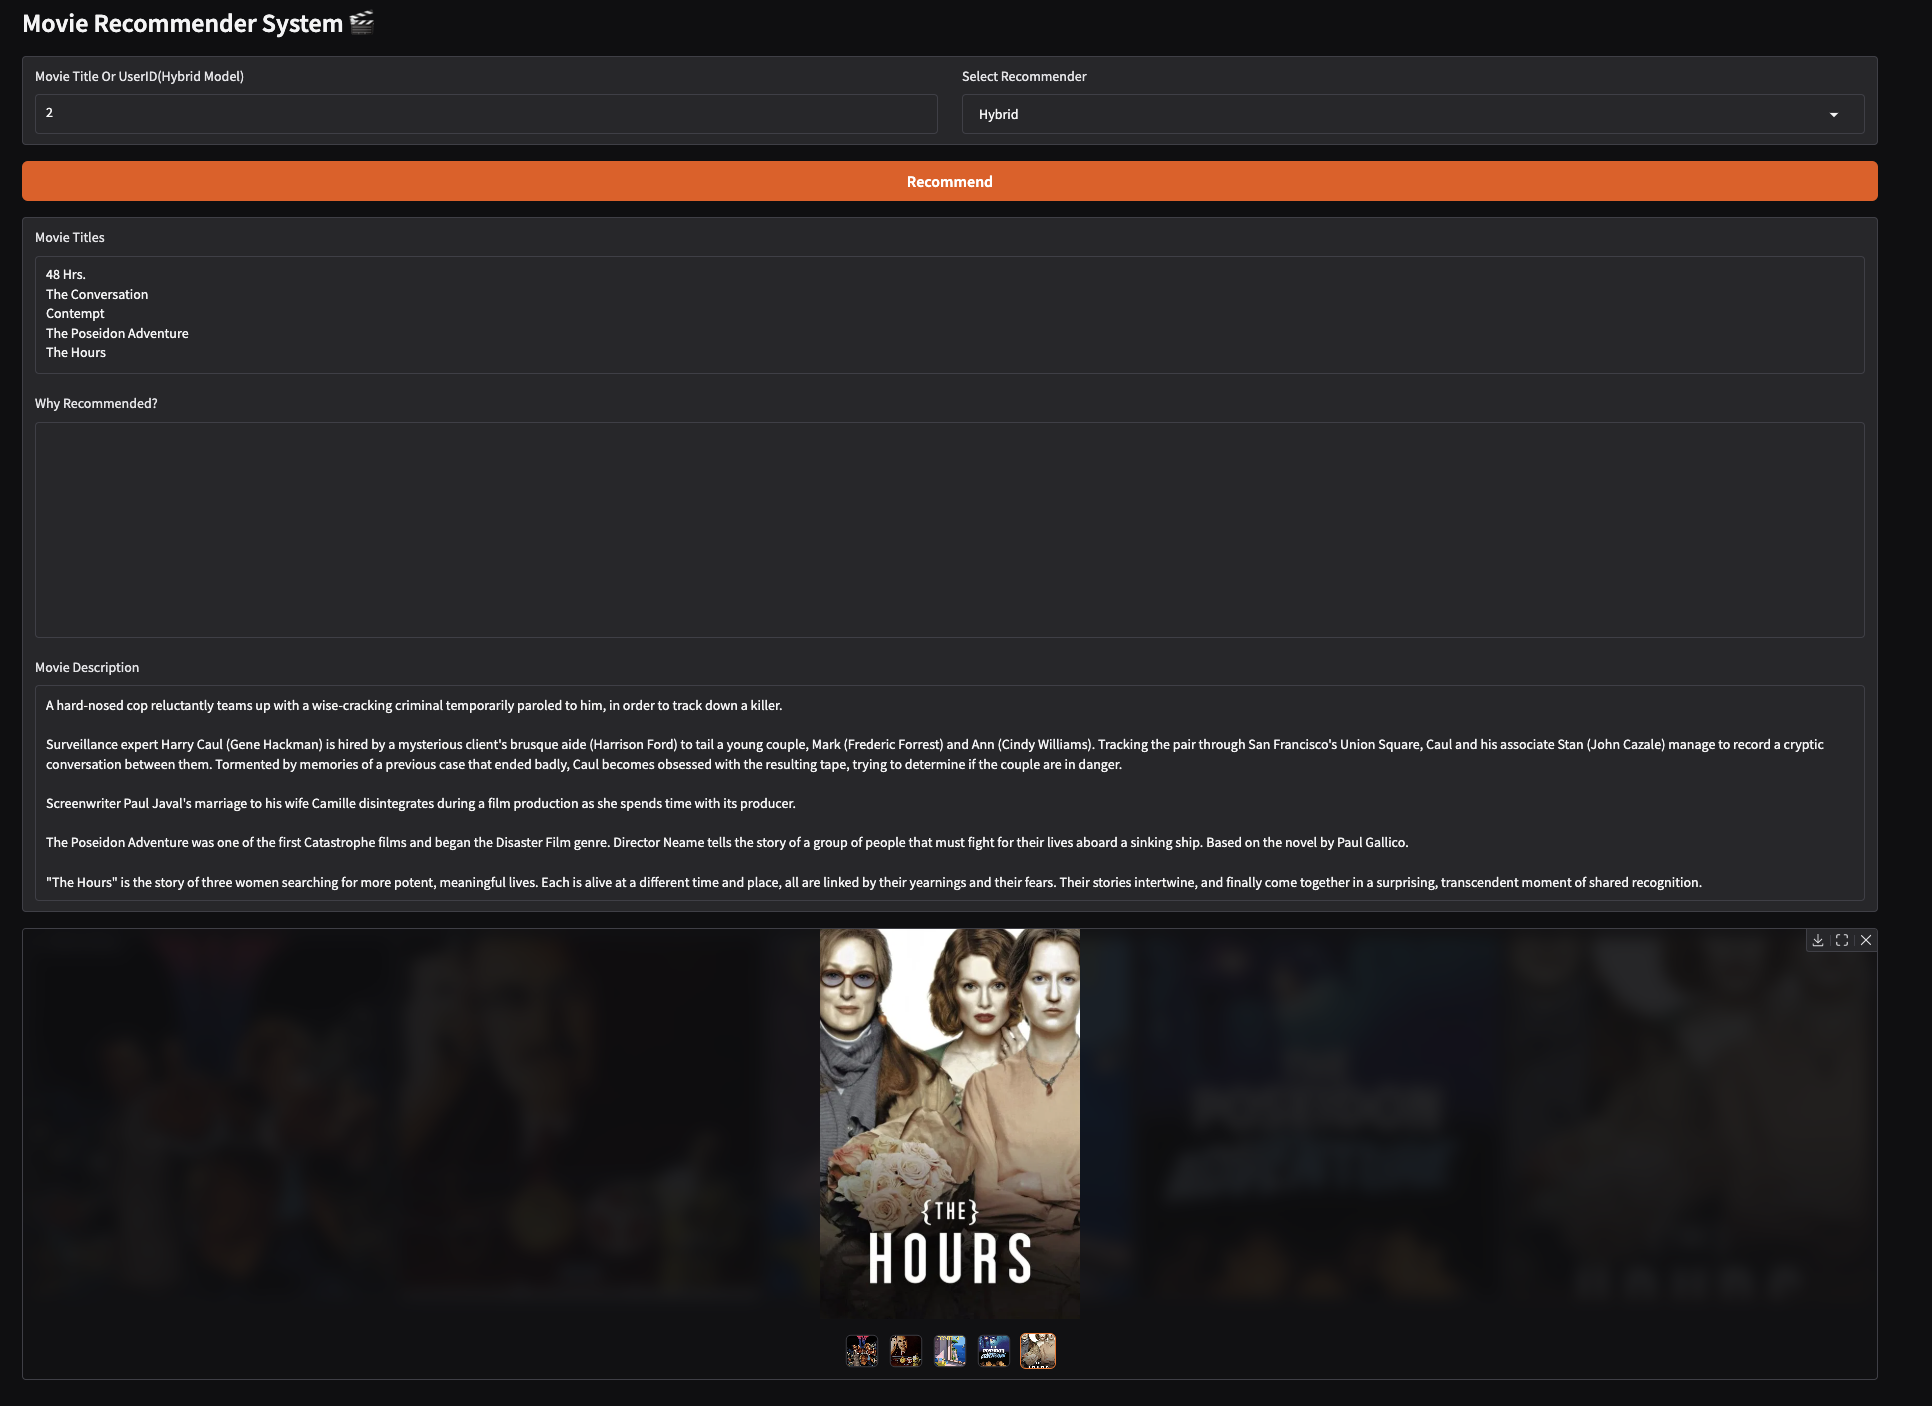 Movie Recommender System 🎬
Movie Title Or UserID(Hybrid Model)
2
Select Recommender
Hybrid
Recommend
Movie Titles
48 Hrs.
The Conversation
Contempt
The Poseidon Adventure
The Hours
Why Recommended?
Movie Description
A hard-nosed cop reluctantly teams up with a wise-cracking criminal temporarily paroled to him, in order to track down a killer.
Surveillance expert Harry Caul (Gene Hackman) is hired by a mysterious client's brusque aide (Harrison Ford) to tail a young couple, Mark (Frederic Forrest) and Ann (Cindy Williams). Tracking the pair through San Francisco's Union Square, Caul and his associate Stan (John Cazale) manage to record a cryptic
conversation between them. Tormented by memories of a previous case that ended badly, Caul becomes obsessed with the resulting tape, trying to determine if the couple are in danger.
Screenwriter Paul Javal's marriage to his wife Camille disintegrates during a film production as she spends time with its producer.
The Poseidon Adventure was one of the first Catastrophe films and began the Disaster Film genre. Director Neame tells the story of a group of people that must fight for their lives aboard a sinking ship. Based on the novel by Paul Gallico.
"The Hours" is the story of three women searching for more potent, meaningful lives. Each is alive at a different time and place, all are linked by their yearnings and their fears. Their stories intertwine, and finally come together in a surprising, transcendent moment of shared recognition.
THE
POSEIDON
ADVENTURE
{THE}
HOURS